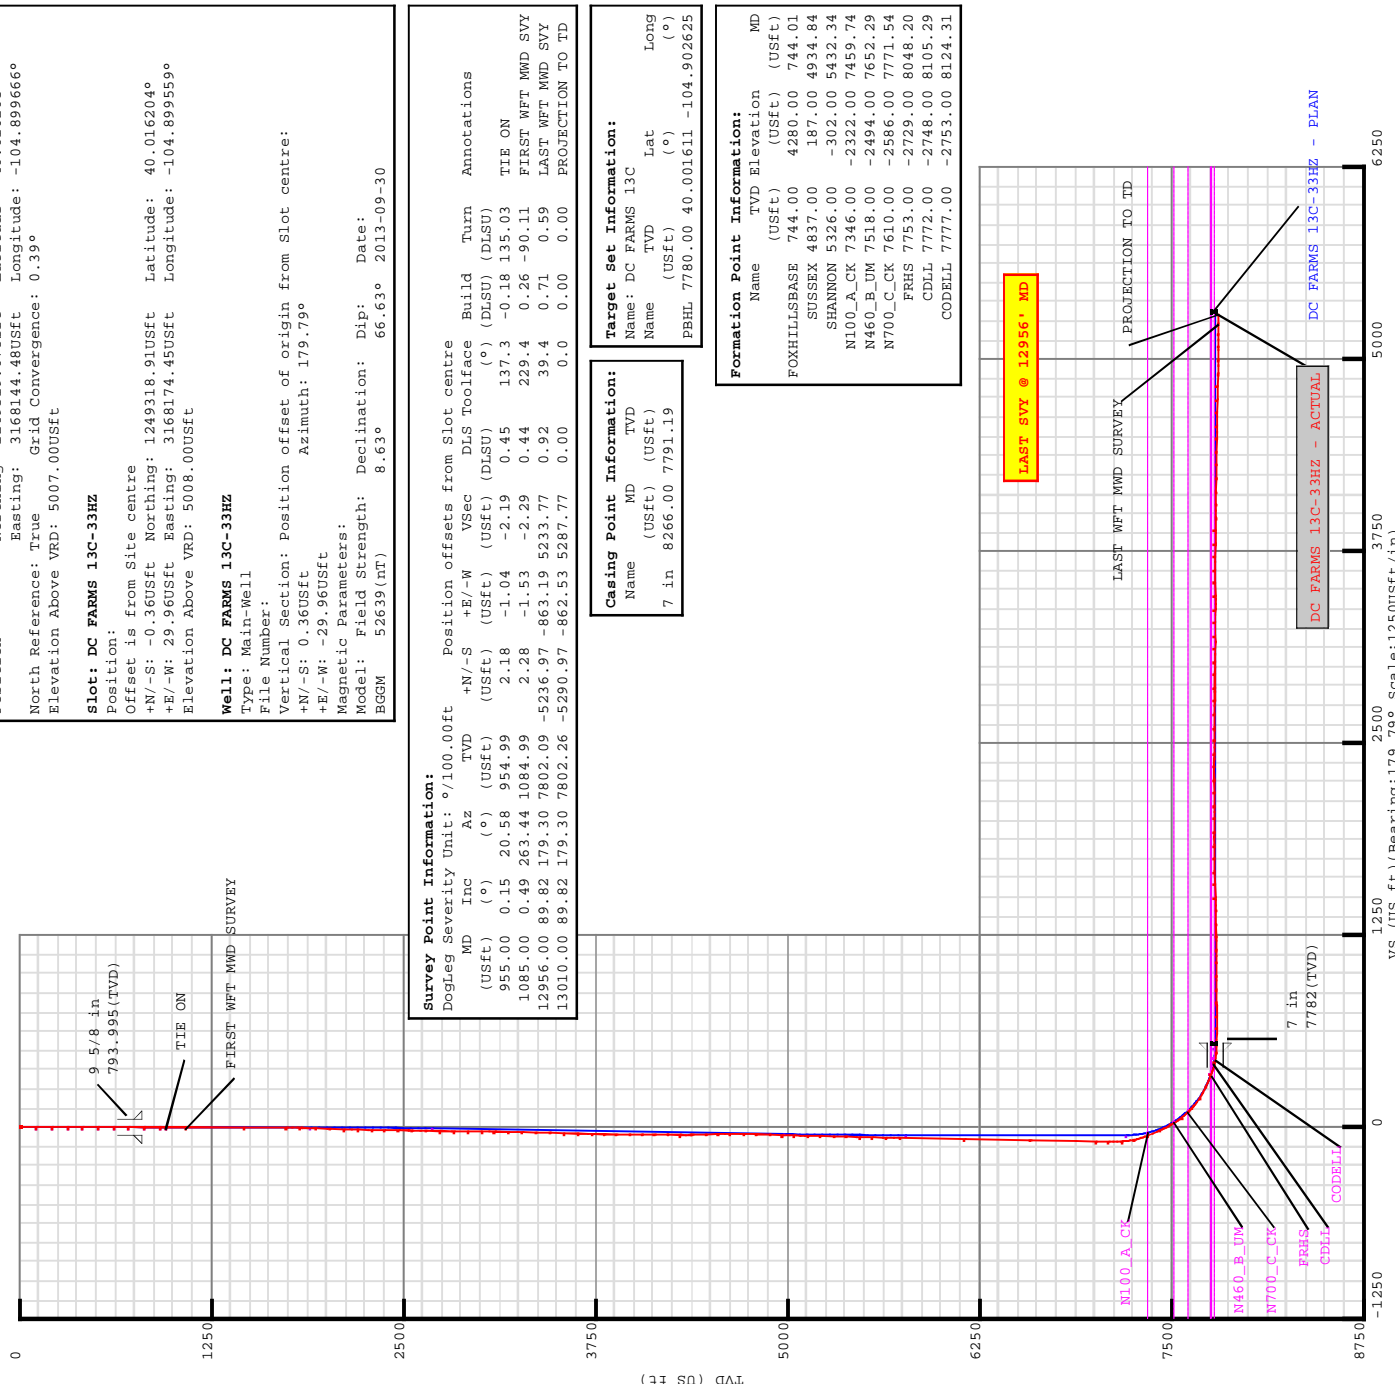 Easting: 3168144.48USft Longitude: -104.899666°
North Reference: True Grid Convergence: 0.39°
Elevation Above VRD: 5007.00USft
Slot: DC FARMS 13C-33HZ
Position:
Offset is from Site centre
+N/-S: -0.36USft Northing: 1249318.91USft Latitude: 40.016204°
+E/-W: 29.96USft Easting: 3168174.45USft Longitude: -104.899559°
Elevation Above VRD: 5008.00USft
Well: DC FARMS 13C-33HZ
Type: Main-Well
File Number:
Vertical Section: Position offset of origin from Slot centre:
+N/-S: 0.36USft Azimuth: 179.79°
+E/-W: -29.96USft
Magnetic Parameters:
Model: Field Strength: Declination: Dip: Date:
BGGM 52639(nT) 8.63° 66.63° 2013-09-30
Survey Point Information:
DogLeg Severity Unit: °/100.00ft Position offsets from Slot centre
MD Inc Az TVD +N/-S +E/-W VSec DLS Toolface Build Turn Annotations
(USft) (°) (°) (USft) (USft) (USft) (USft) (DLSU) (°) (DLSU) (DLSU)
955.00 0.15 20.58 954.99 2.18 -1.04 -2.19 0.45 137.3 -0.18 135.03 TIE ON
1085.00 0.49 263.44 1084.99 2.28 -1.53 -2.29 0.44 229.4 0.26 -90.11 FIRST WFT MWD SVY
12956.00 89.82 179.30 7802.09 -5236.97 -863.19 5233.77 0.92 39.4 0.71 0.59 LAST WFT MWD SVY
13010.00 89.82 179.30 7802.26 -5290.97 -862.53 5287.77 0.00 0.0 0.00 0.00 PROJECTION TO TD
Casing Point Information:
Name MD TVD
(USft) (USft)
7 in 8266.00 7791.19
Target Set Information:
Name: DC FARMS 13C
Name TVD Lat Long
(USft) (°) (°)
PBHL 7780.00 40.001611 -104.902625
Formation Point Information:
Name TVD Elevation MD
(USft) (USft) (USft)
FOXHILLSBASE 744.00 4280.00 744.01
SUSSEX 4837.00 187.00 4934.84
SHANNON 5326.00 -302.00 5432.34
N100_A_CK 7346.00 -2322.00 7459.74
N460_B_UM 7518.00 -2494.00 7652.29
N700_C_CK 7610.00 -2586.00 7771.54
FRHS 7753.00 -2729.00 8048.20
CDLL 7772.00 -2748.00 8105.29
CODELL 7777.00 -2753.00 8124.31
9 5/8 in
793.995(TVD)
TIE ON
FIRST WFT MWD SURVEY
LAST SVY @ 12956' MD
PROJECTION TO TD
LAST WFT MWD SURVEY
DC FARMS 13C-33HZ - PLAN
DC FARMS 13C-33HZ - ACTUAL
7 in
7782(TVD)
N100_A_CK
N460_B_UM
N700_C_CK
FRHS
CDLL
CODELL
0
1250
2500
3750
5000
6250
7500
8750
TVD (US ft)
-1250
0
1250
2500
3750
5000
6250
VS (US ft)(Bearing:179.79° Scale:1250USft/in)